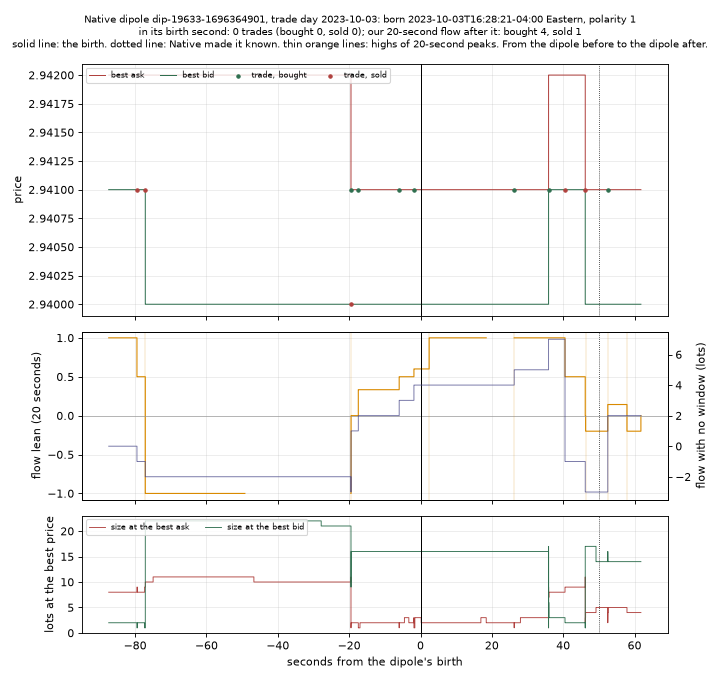 Native dipole dip-19633-1696364901, trade day 2023-10-03: born 2023-10-03T16:28:21-04:00 Eastern, polarity 1
in its birth second: 0 trades (bought 0, sold 0); our 20-second flow after it: bought 4, sold 1
solid line: the birth. dotted line: Native made it known. thin orange lines: highs of 20-second peaks. From the dipole before to the dipole after.
best ask best bid trade, bought trade, sold
2.94200
2.94175
2.94150
2.94125
2.94100
2.94075
2.94050
2.94025
2.94000
price
1.0
0.5
0.0
−0.5
−1.0
flow lean (20 seconds)
6
4
2
0
−2
flow with no window (lots)
size at the best ask size at the best bid
20
15
10
5
0
lots at the best price
−80 −60 −40 −20 0 20 40 60
seconds from the dipole's birth